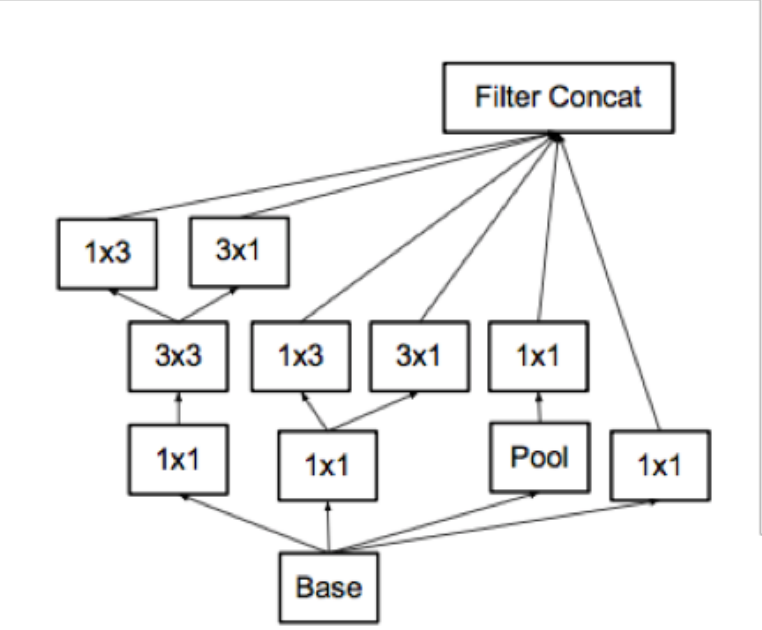 Filter Concat
1x3 3x1
3x3 1x3 3x1 1x1
1x1 1x1 Pool 1x1
Base